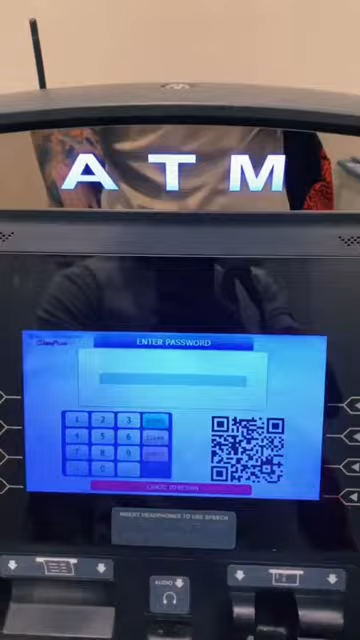 ATM
ENTER PASSWORD
1 2 3
4 5 6 CLEAR
7 8 9
0
INSERT HEADPHONES TO USE SPEECH
AUDIO